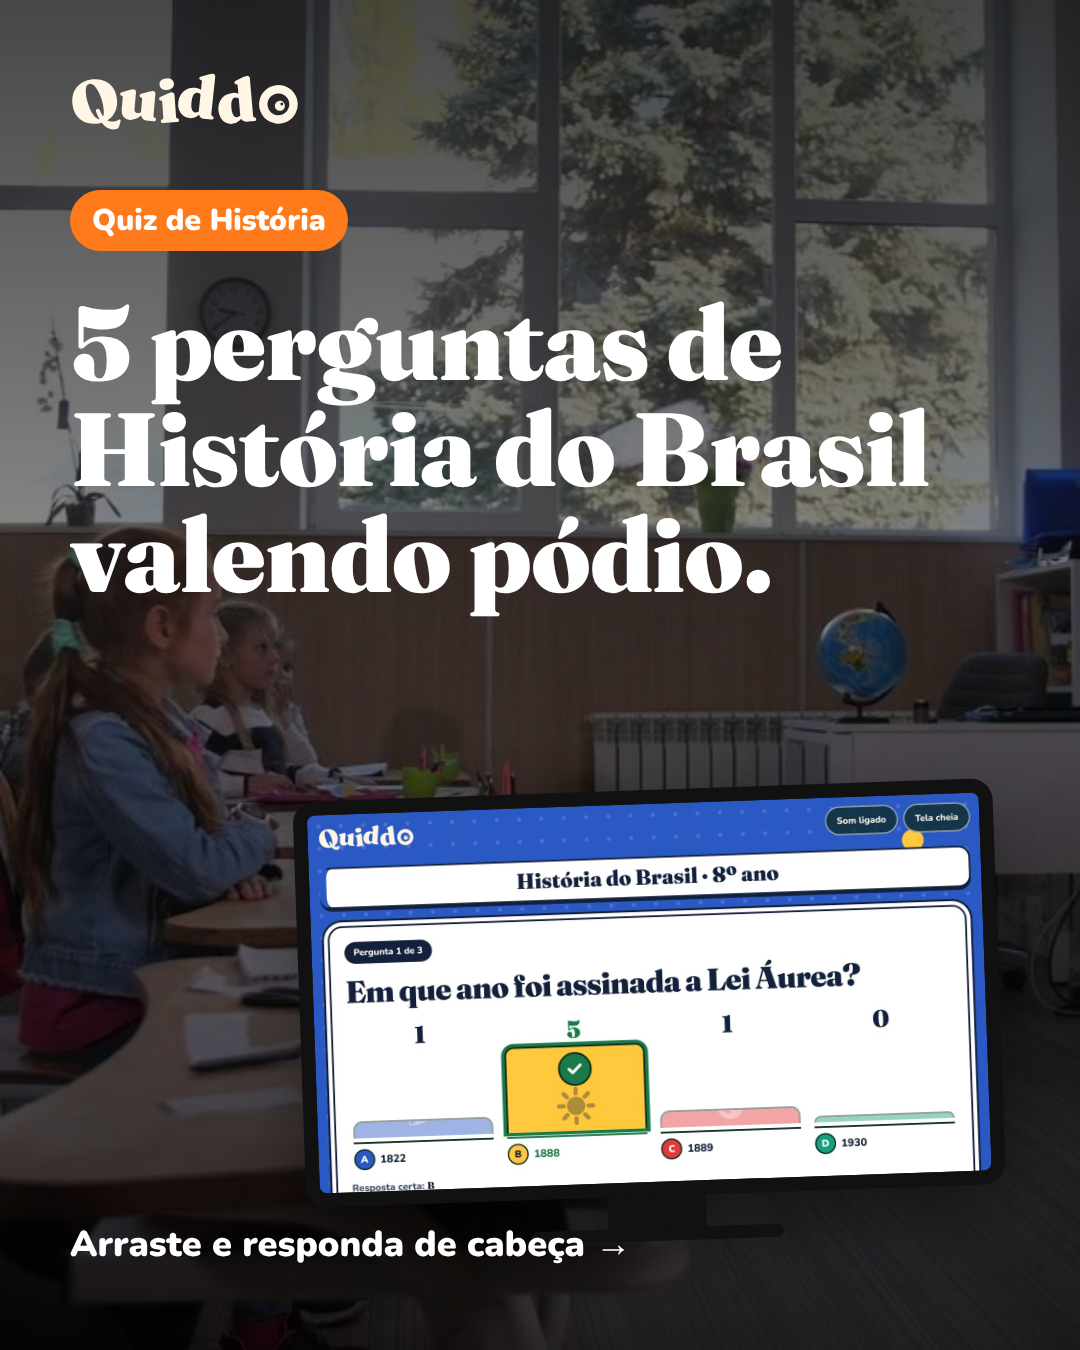 Quiddo
Quiz de História
5 perguntas de
História do Brasil
valendo pódio.
Quiddo
Som ligado
Tela cheia
História do Brasil · 8º ano
Pergunta 1 de 3
Em que ano foi assinada a Lei Áurea?
1
5
1
0
A 1822
B 1888
C 1889
D 1930
Resposta certa: B
Arraste e responda de cabeça →